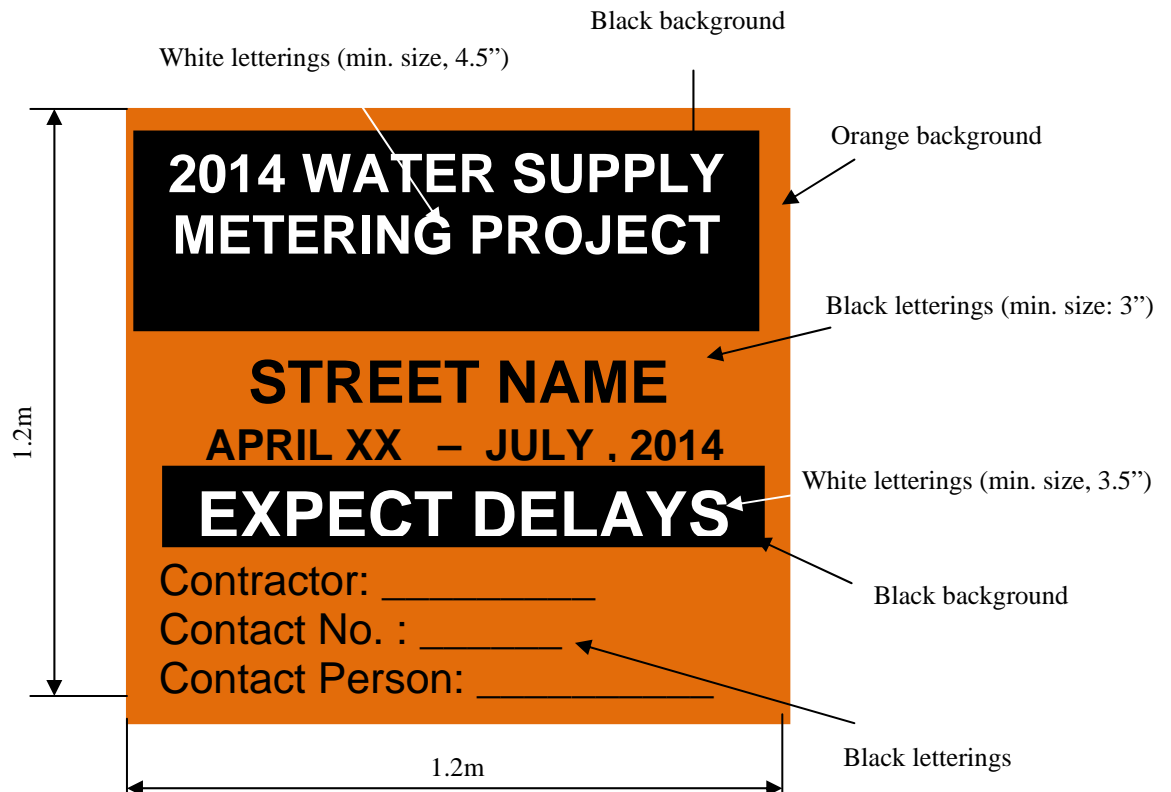 Black background
White letterings (min. size, 4.5”)
Orange background
2014 WATER SUPPLY
METERING PROJECT
Black letterings (min. size: 3”)
STREET NAME
1.2m
APRIL XX – JULY , 2014
White letterings (min. size, 3.5”)
EXPECT DELAYS
Contractor: _________
Black background
Contact No. : ______
Contact Person: __________
Black letterings
1.2m